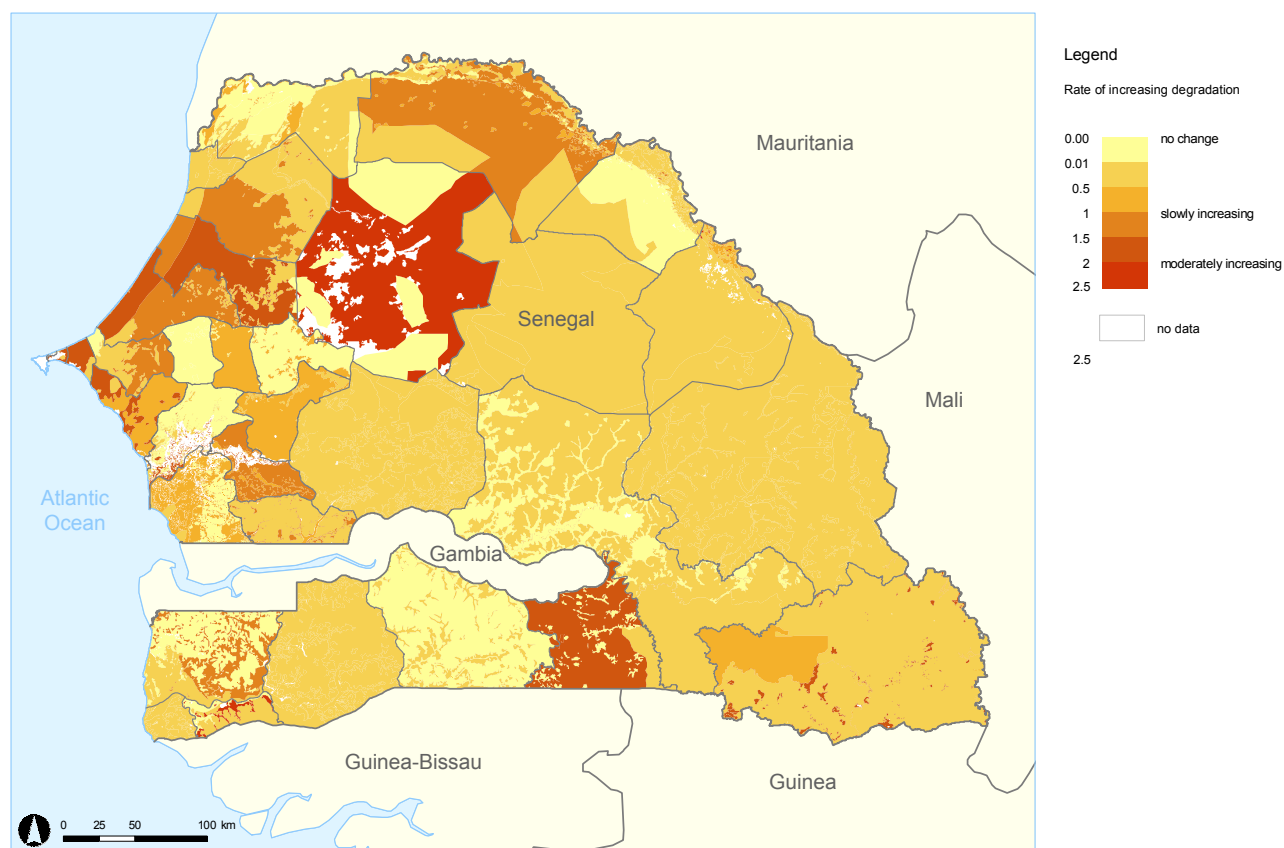 Legend
Rate of increasing degradation
0.00 no change
0.01
0.5
1 slowly increasing
1.5
2 moderately increasing
2.5
no data
2.5
Mauritania
Senegal
Mali
Atlantic
Ocean
Gambia
Guinea-Bissau
Guinea
0 25 50 100 km